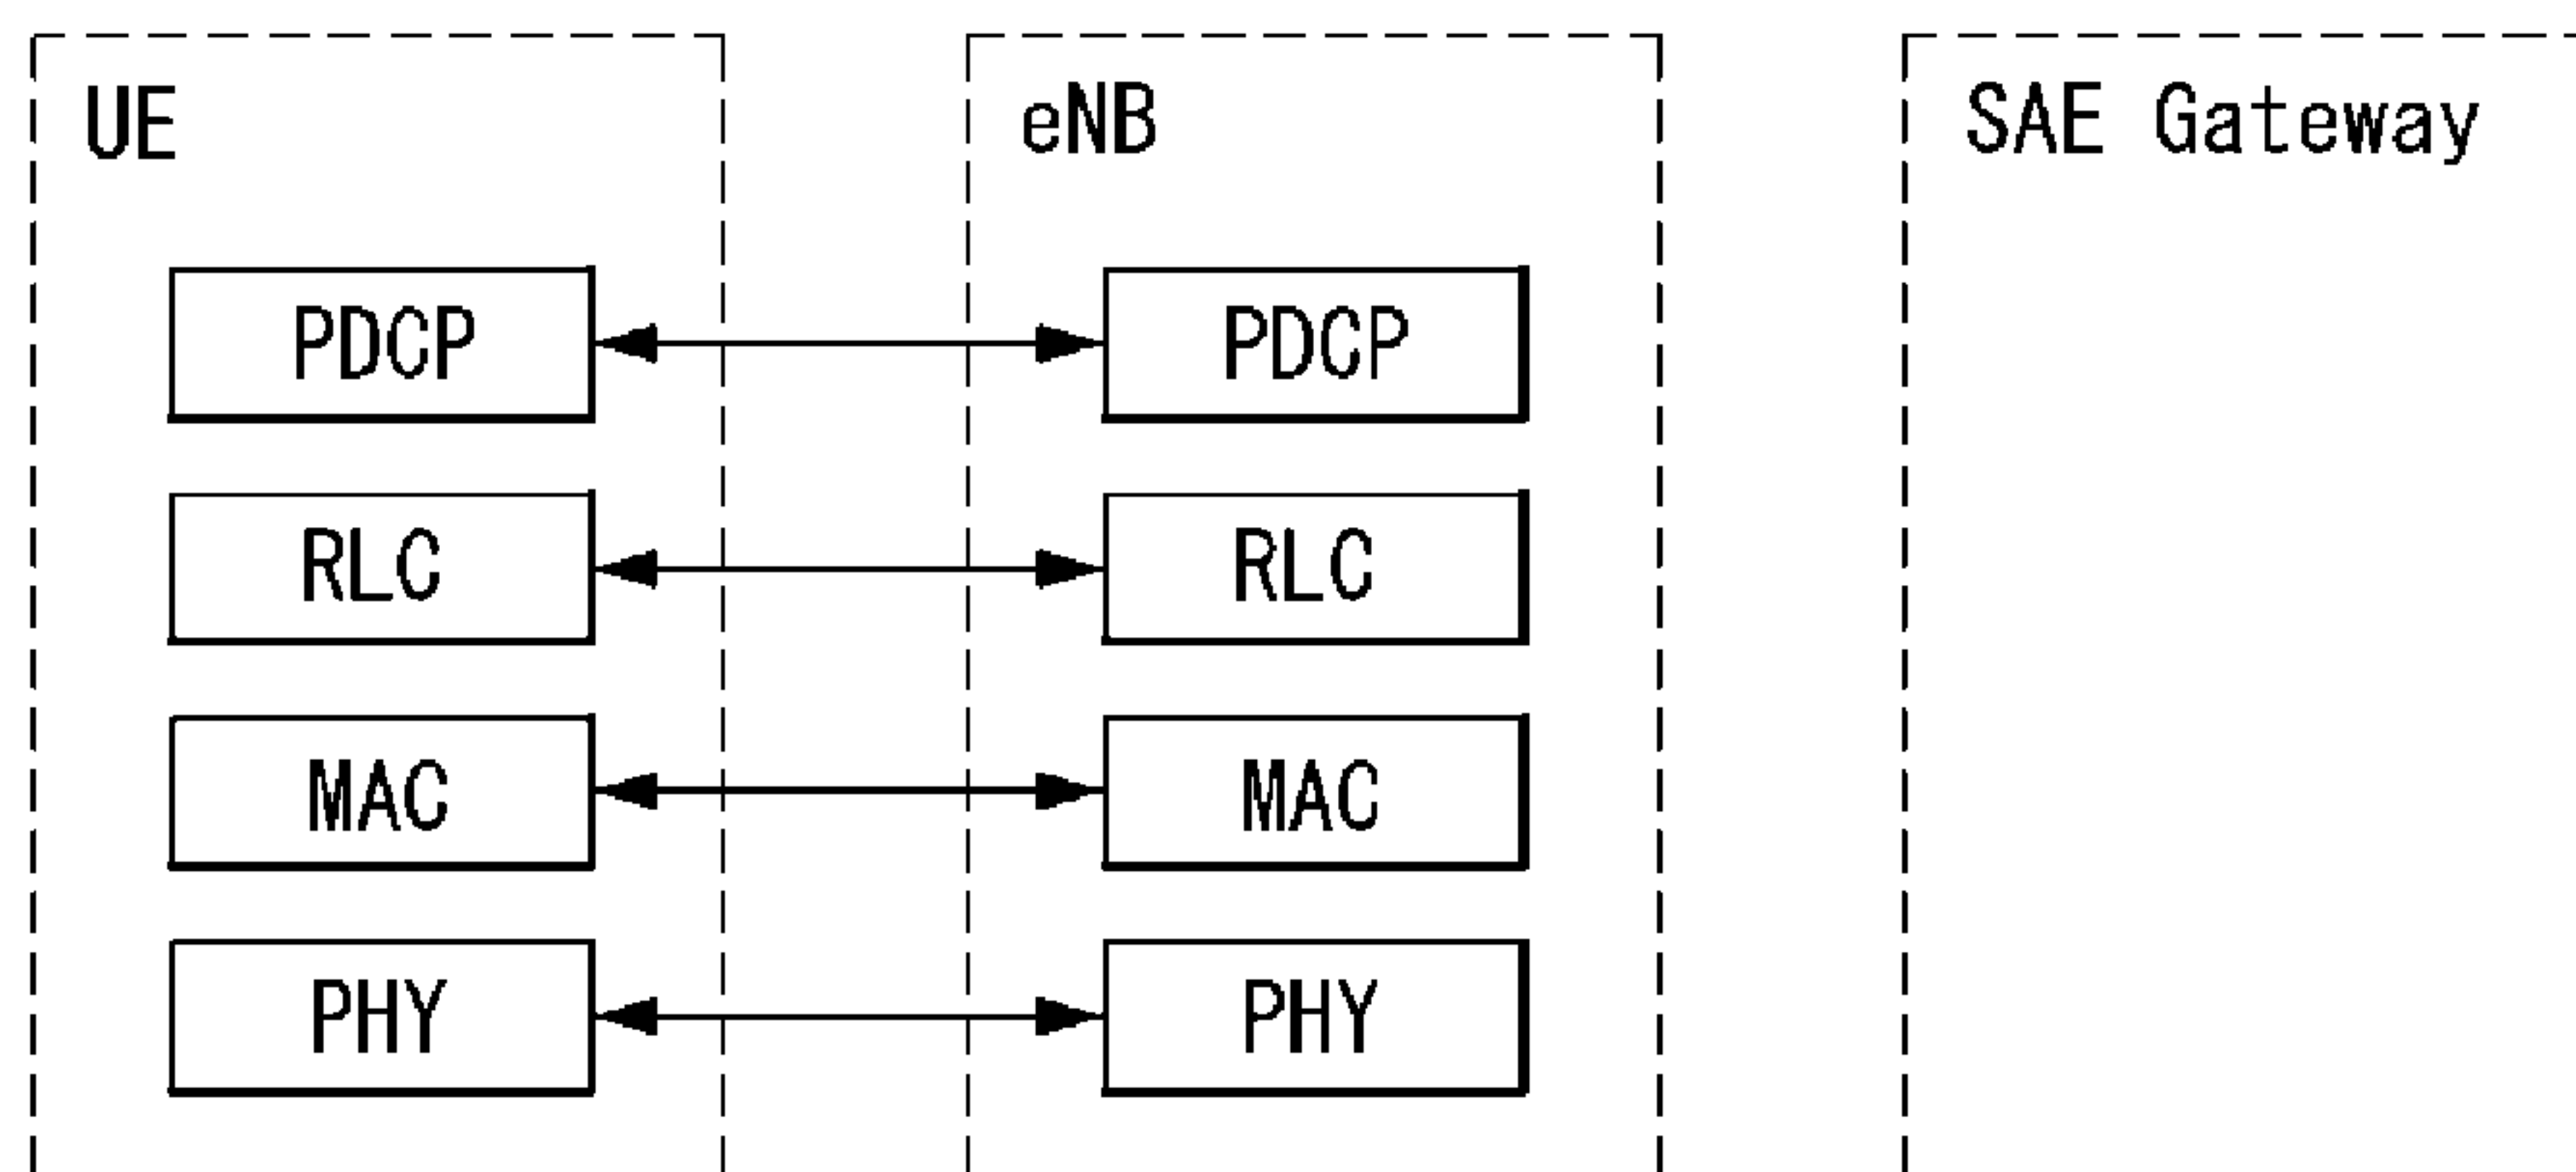 UE
eNB
SAE Gateway
PDCP
PDCP
RLC
RLC
MAC
MAC
PHY
PHY